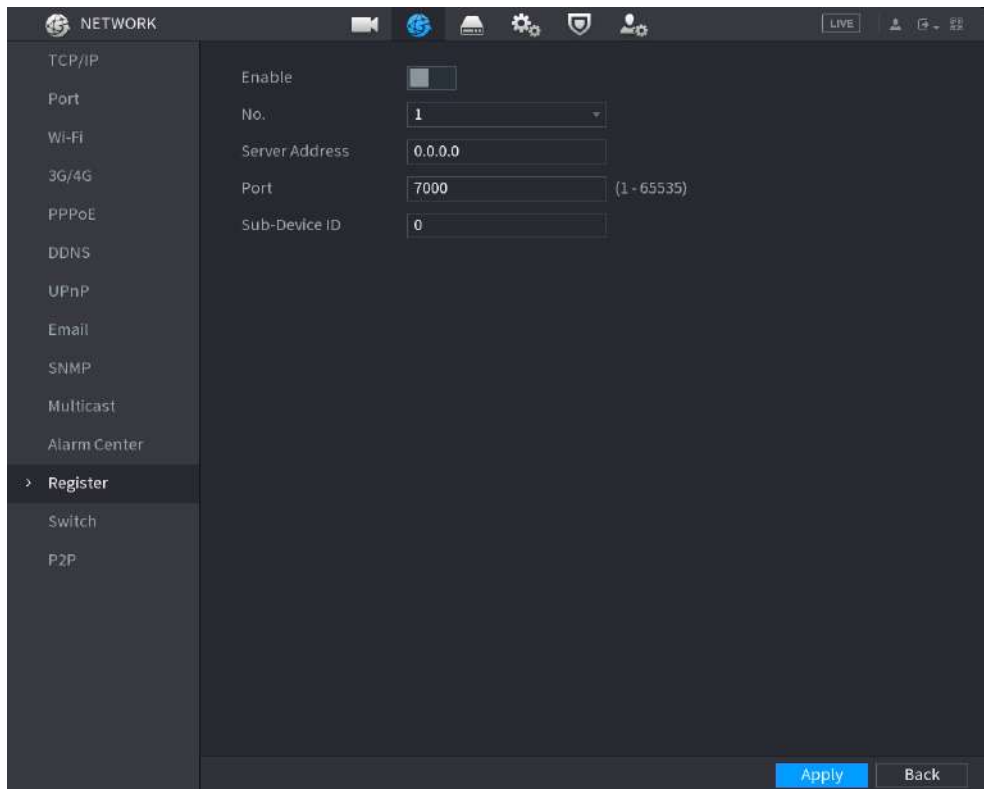 NETWORK
LIVE
TCP/IP
Port
Wi-Fi
3G/4G
PPPoE
DDNS
UPnP
Email
SNMP
Multicast
Alarm Center
> Register
Switch
P2P
Enable
No. 1
Server Address 0.0.0.0
Port 7000 (1 - 65535)
Sub-Device ID 0
Apply Back